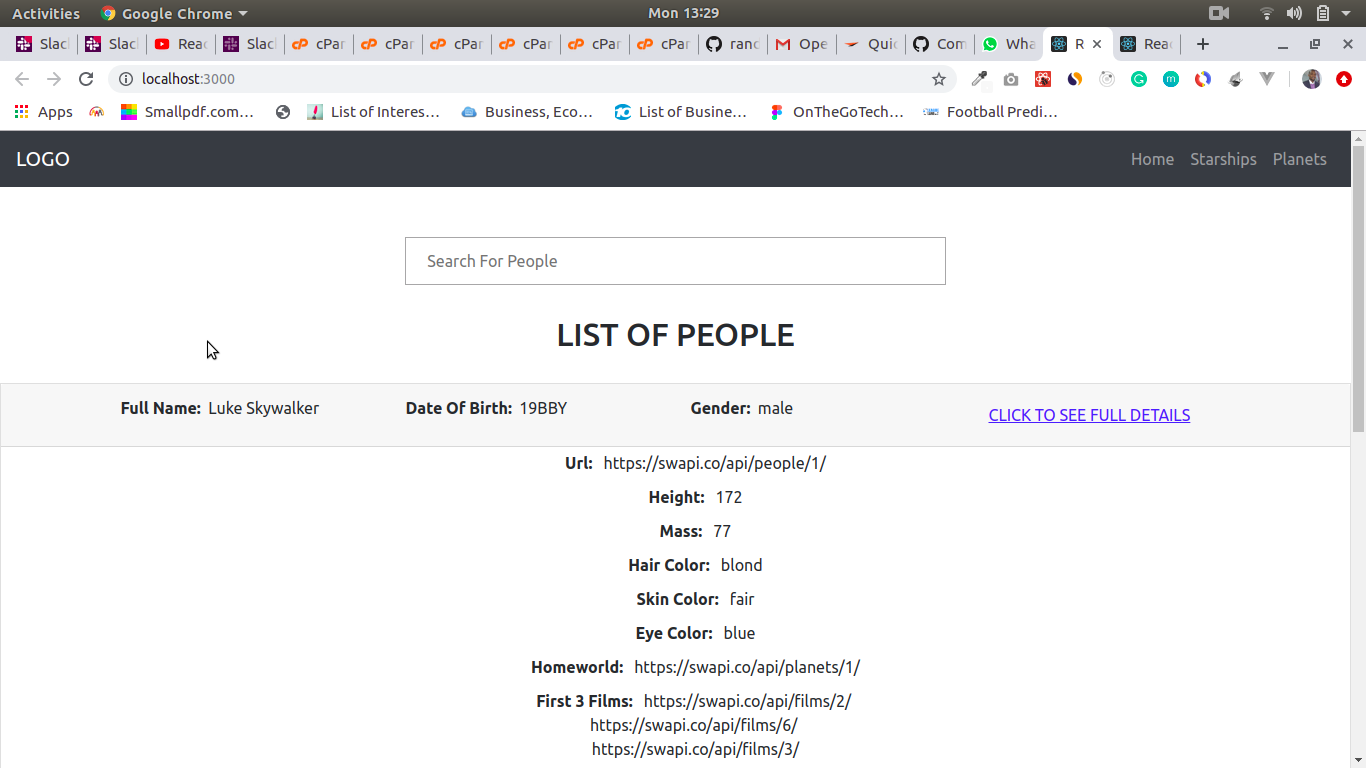 Activities Google Chrome Mon 13:29
Slac Slac Reac Slac cPar cPar cPar cPar cPar cPar ranc Ope Quic Com Wha R Reac
localhost:3000
Apps Smallpdf.com... List of Interes... Business, Eco... List of Busine... OnTheGoTech... Football Predi...
LOGO Home Starships Planets
Search For People
LIST OF PEOPLE
Full Name: Luke Skywalker Date Of Birth: 19BBY Gender: male CLICK TO SEE FULL DETAILS
Url: https://swapi.co/api/people/1/
Height: 172
Mass: 77
Hair Color: blond
Skin Color: fair
Eye Color: blue
Homeworld: https://swapi.co/api/planets/1/
First 3 Films: https://swapi.co/api/films/2/
https://swapi.co/api/films/6/
https://swapi.co/api/films/3/